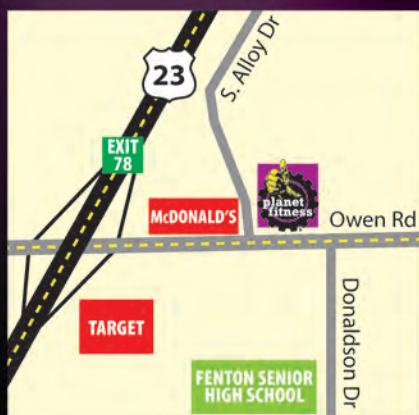 23
S. Alloy Dr
EXIT
78
McDONALD'S
planet
fitness
Owen Rd
TARGET
Donaldson Dr
FENTON SENIOR
HIGH SCHOOL